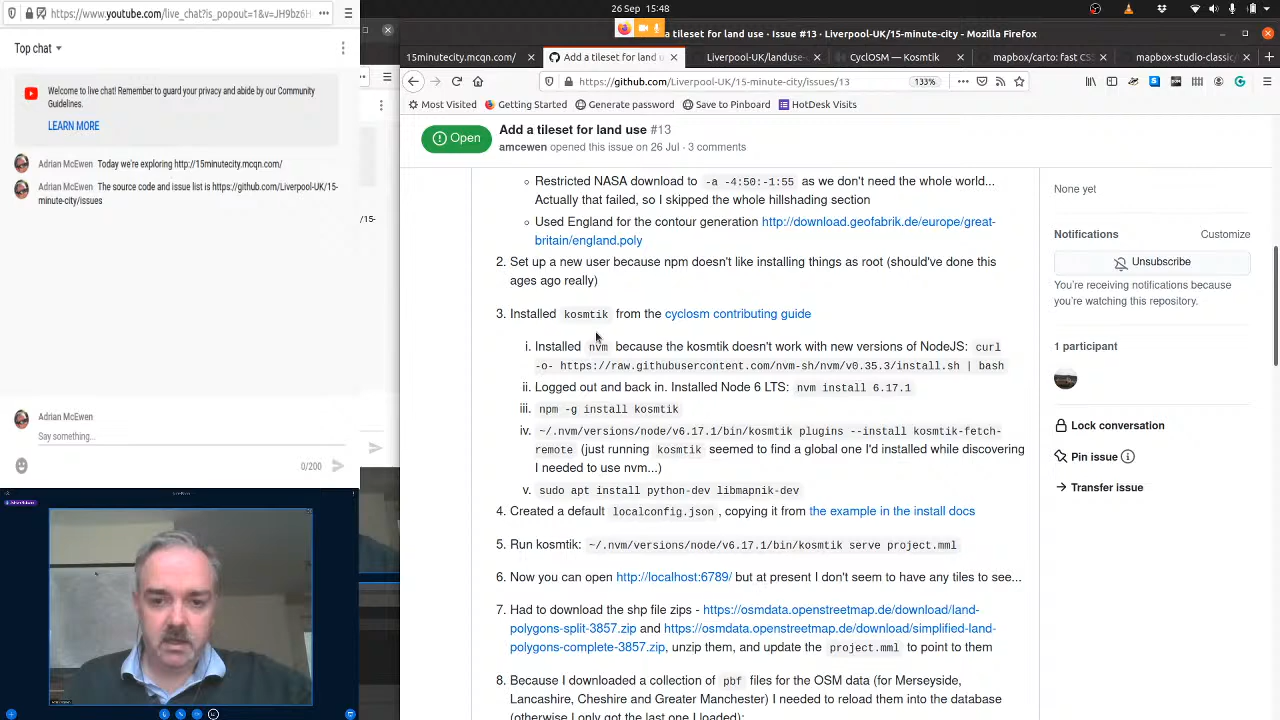 26 Sep 15:48
https://www.youtube.com/live_chat?is_popout=1&v=JH9bz6H
Top chat
Welcome to live chat! Remember to guard your privacy and abide by our Community
Guidelines.
LEARN MORE
Adrian McEwen Today we're exploring http://15minutecity.mcqn.com/
Adrian McEwen The source code and issue list is https://github.com/Liverpool-UK/15-
minute-city/issues
/15-
Adrian McEwen
Say something...
0/200
a tileset for land use · Issue #13 · Liverpool-UK/15-minute-city - Mozilla Firefox
15minutecity.mcqn.com/
Add a tileset for land use
Liverpool-UK/landuse
CyclOSM — Kosmtik
mapbox/carto: fast CS
mapbox-studio-classic
https://github.com/Liverpool-UK/15-minute-city/issues/13
133%
Most Visited
Getting Started
Generate password
Save to Pinboard
HotDesk Visits
Open
Add a tileset for land use #13
amcewen opened this issue on 26 Jul · 3 comments
Restricted NASA download to -a -4:50:-1:55 as we don't need the whole world...
Actually that failed, so I skipped the whole hillshading section
Used England for the contour generation http://download.geofabrik.de/europe/great-
britain/england.poly
2. Set up a new user because npm doesn't like installing things as root (should've done this
ages ago really)
3. Installed kosmtik from the cyclosm contributing guide
i. Installed nvm because the kosmtik doesn't work with new versions of NodeJS: curl
-o- https://raw.githubusercontent.com/nvm-sh/nvm/v0.35.3/install.sh | bash
ii. Logged out and back in. Installed Node 6 LTS: nvm install 6.17.1
iii. npm -g install kosmtik
iv. ~/.nvm/versions/node/v6.17.1/bin/kosmtik plugins --install kosmtik-fetch-
remote (just running kosmtik seemed to find a global one I'd installed while discovering
I needed to use nvm...)
v. sudo apt install python-dev libmapnik-dev
4. Created a default localconfig.json, copying it from the example in the install docs
5. Run kosmtik: ~/.nvm/versions/node/v6.17.1/bin/kosmtik serve project.mml
6. Now you can open http://localhost:6789/ but at present don't seem to have any tiles to see...
7. Had to download the shp file zips - https://osmdata.openstreetmap.de/download/land-
polygons-split-3857.zip and https://osmdata.openstreetmap.de/download/simplified-land-
polygons-complete-3857.zip, unzip them, and update the project.mml to point to them
8. Because I downloaded a collection of pbf files for the OSM data (for Merseyside,
Lancashire, Cheshire and Greater Manchester) I needed to reload them into the database
(otherwise I only got the last one I loaded):
None yet
Notifications
Customize
Unsubscribe
You're receiving notifications because
you're watching this repository.
1 participant
Lock conversation
Pin issue
Transfer issue